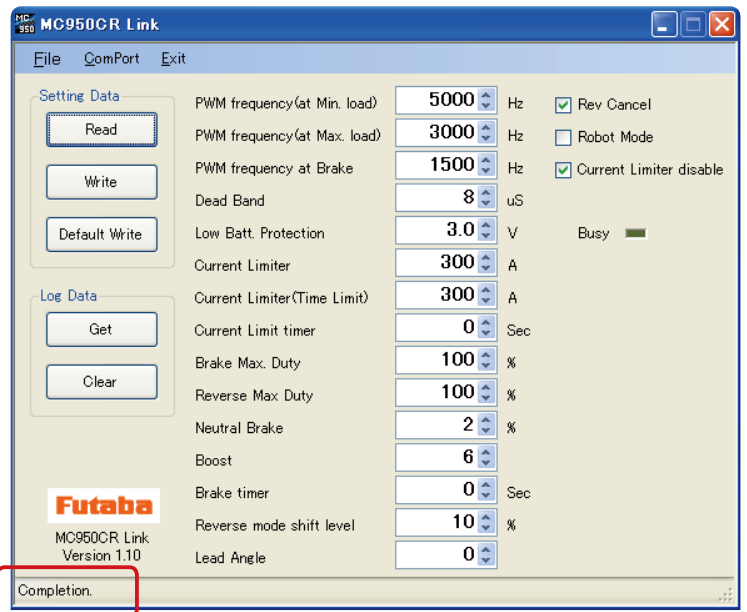 MC-950 MC950CR Link
File ComPort Exit
Setting Data
Read
Write
Default Write
Log Data
Get
Clear
PWM frequency(at Min. load) 5000 Hz
PWM frequency(at Max. load) 3000 Hz
PWM frequency at Brake 1500 Hz
Dead Band 8 uS
Low Batt. Protection 3.0 V
Current Limiter 300 A
Current Limiter(Time Limit) 300 A
Current Limit timer 0 Sec
Brake Max. Duty 100 %
Reverse Max Duty 100 %
Neutral Brake 2 %
Boost 6
Brake timer 0 Sec
Reverse mode shift level 10 %
Lead Angle 0
Rev Cancel
Robot Mode
Current Limiter disable
Busy
Futaba
MC950CR Link
Version 1.10
Completion.